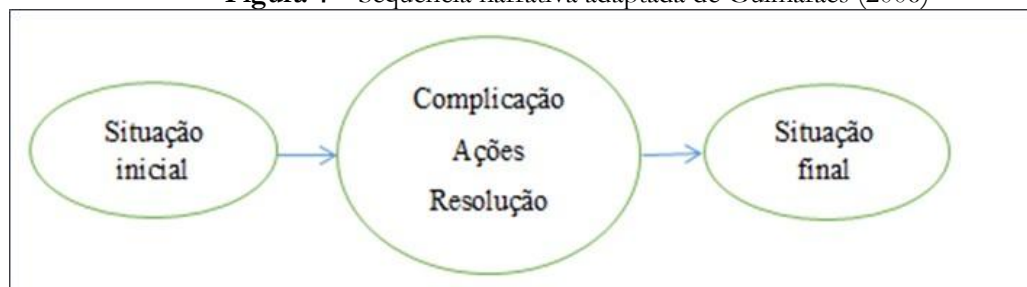 Sequência narrativa adaptada de Guimarães (2006)
Situação
inicial
Complicação
Ações
Resolução
Situação
final